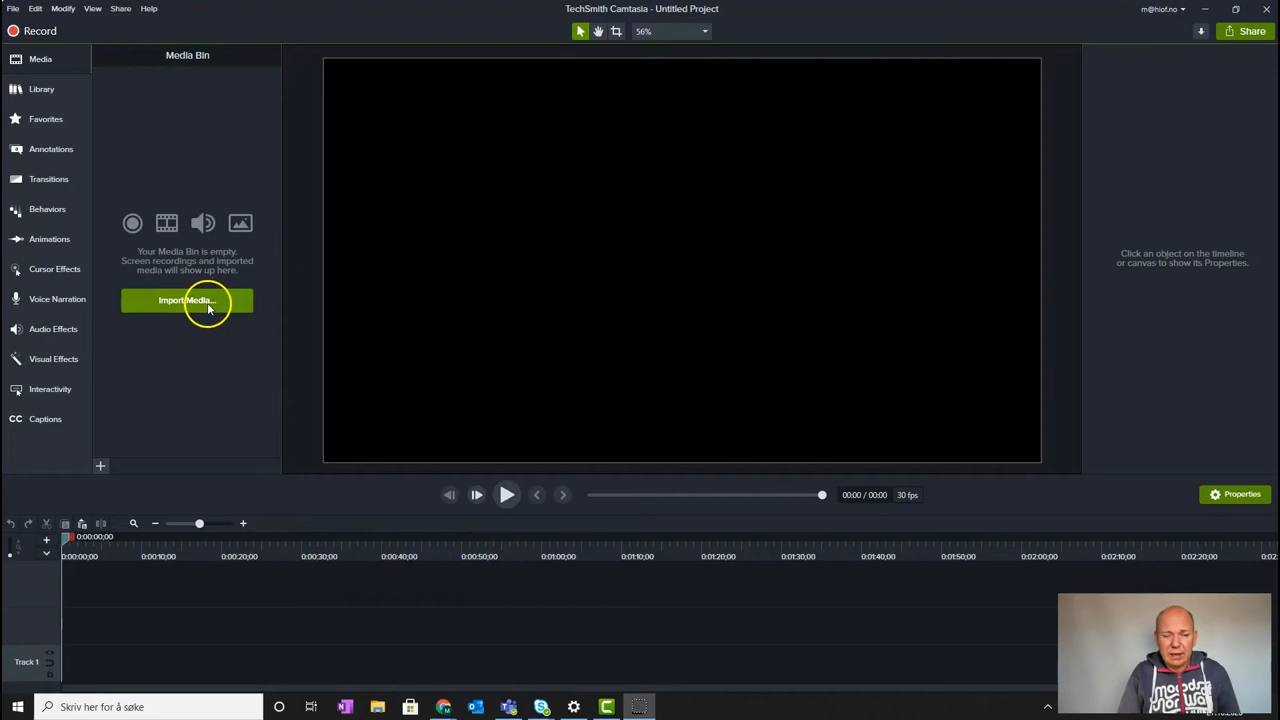 File Edit Modify View Share Help
TechSmith Camtasia - Untitled Project
m@hiof.no
Record
56%
Share
Media
Library
Favorites
Annotations
Transitions
Behaviors
Animations
Cursor Effects
Voice Narration
Audio Effects
Visual Effects
Interactivity
CC Captions
Media Bin
Your Media Bin is empty.
Screen recordings and imported
media will show up here.
Import Media...
Click an object on the timeline
or canvas to show its Properties.
00:00 / 00:00 30 fps
Properties
0:00:00;00
0:00:00;00 0:00:10;00 0:00:20;00 0:00:30;00 0:00:40;00 0:00:50;00 0:01:00;00 0:01:10;00 0:01:20;00 0:01:30;00 0:01:40;00 0:01:50;00 0:02:00;00 0:02:10;00 0:02:20;00
Track 1
Skriv her for å søke